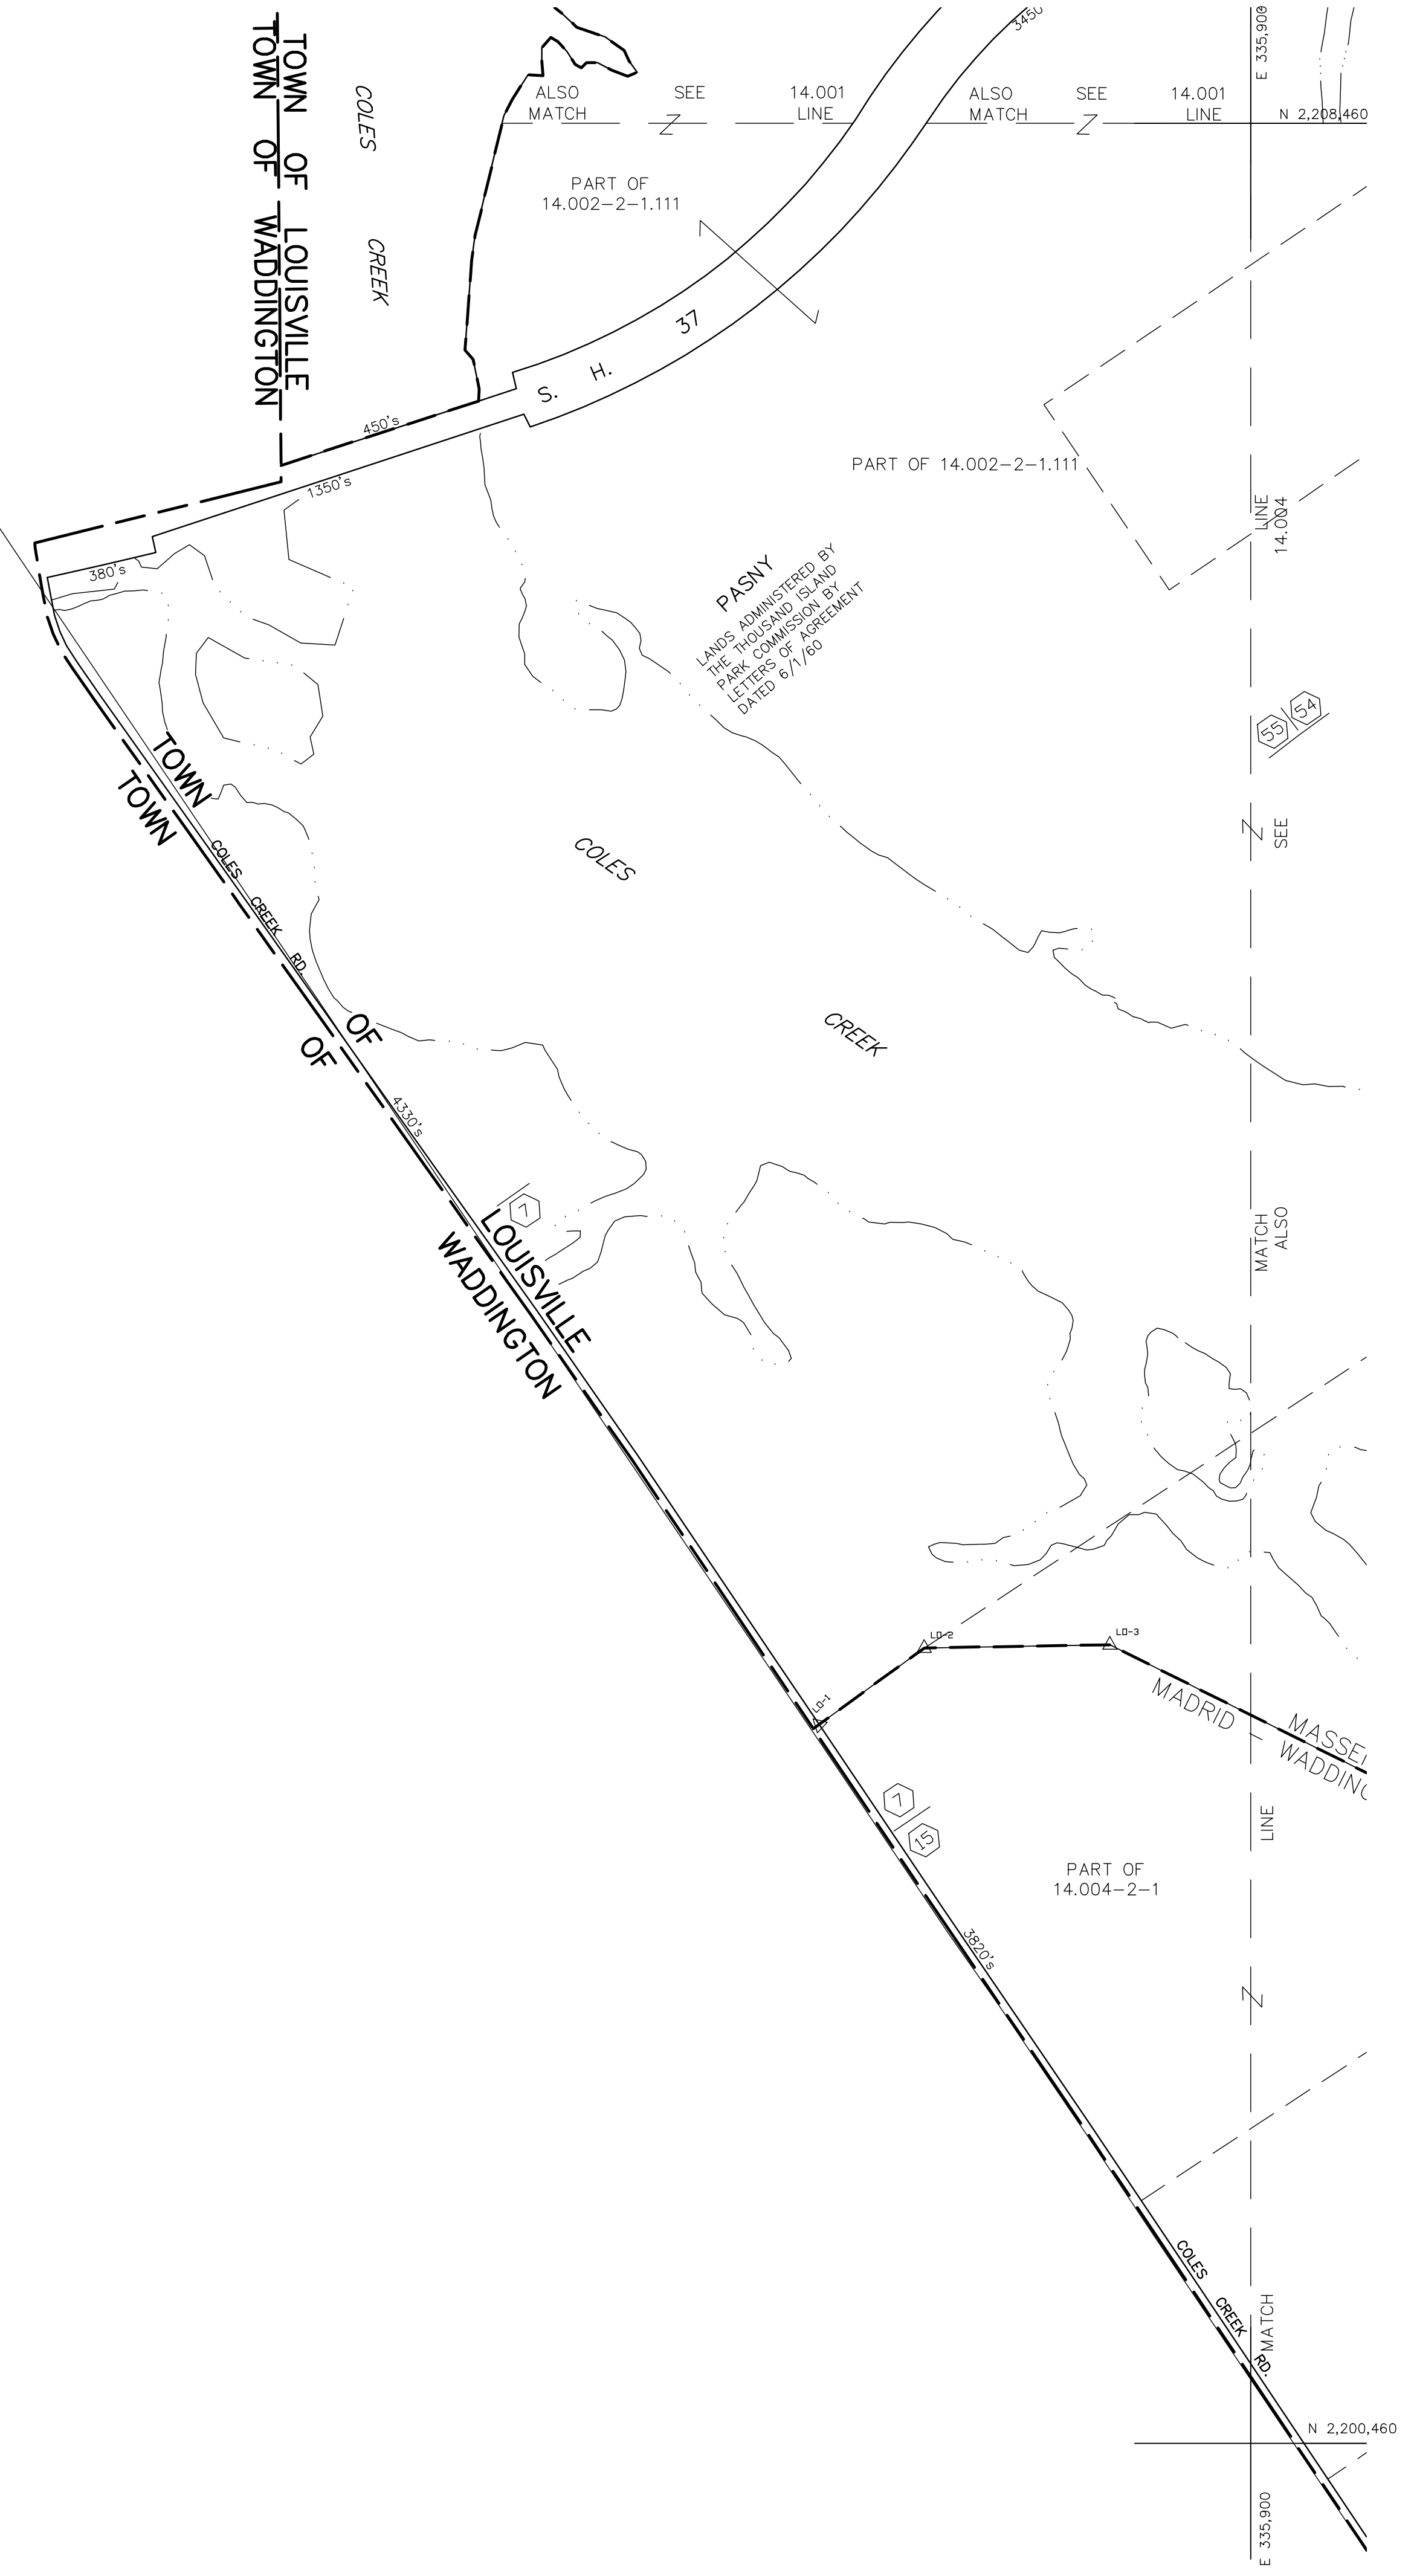 TOWN OF LOUISVILLE
TOWN OF WADDINGTON
COLES CREEK
3450
E 335,900
N 2,208,460
ALSO SEE 14.001
MATCH LINE
ALSO SEE 14.001
MATCH LINE
PART OF
14.002-2-1.111
S. H. 37
450's
1350's
380's
PART OF 14.002-2-1.111
LINE
14.004
PASNY
LANDS ADMINISTERED BY
THE THOUSAND ISLAND
PARK COMMISSION BY
LETTERS OF AGREEMENT
DATED 6/1/60
55
54
SEE
TOWN OF LOUISVILLE
TOWN OF WADDINGTON
COLES CREEK RD.
COLES CREEK
4330's
7
MATCH
ALSO
LO-1
LO-2
LO-3
MADRID
MASSE
WADDING
7
15
LINE
PART OF
14.004-2-1
3820's
COLES CREEK RD.
MATCH
N 2,200,460
E 335,900